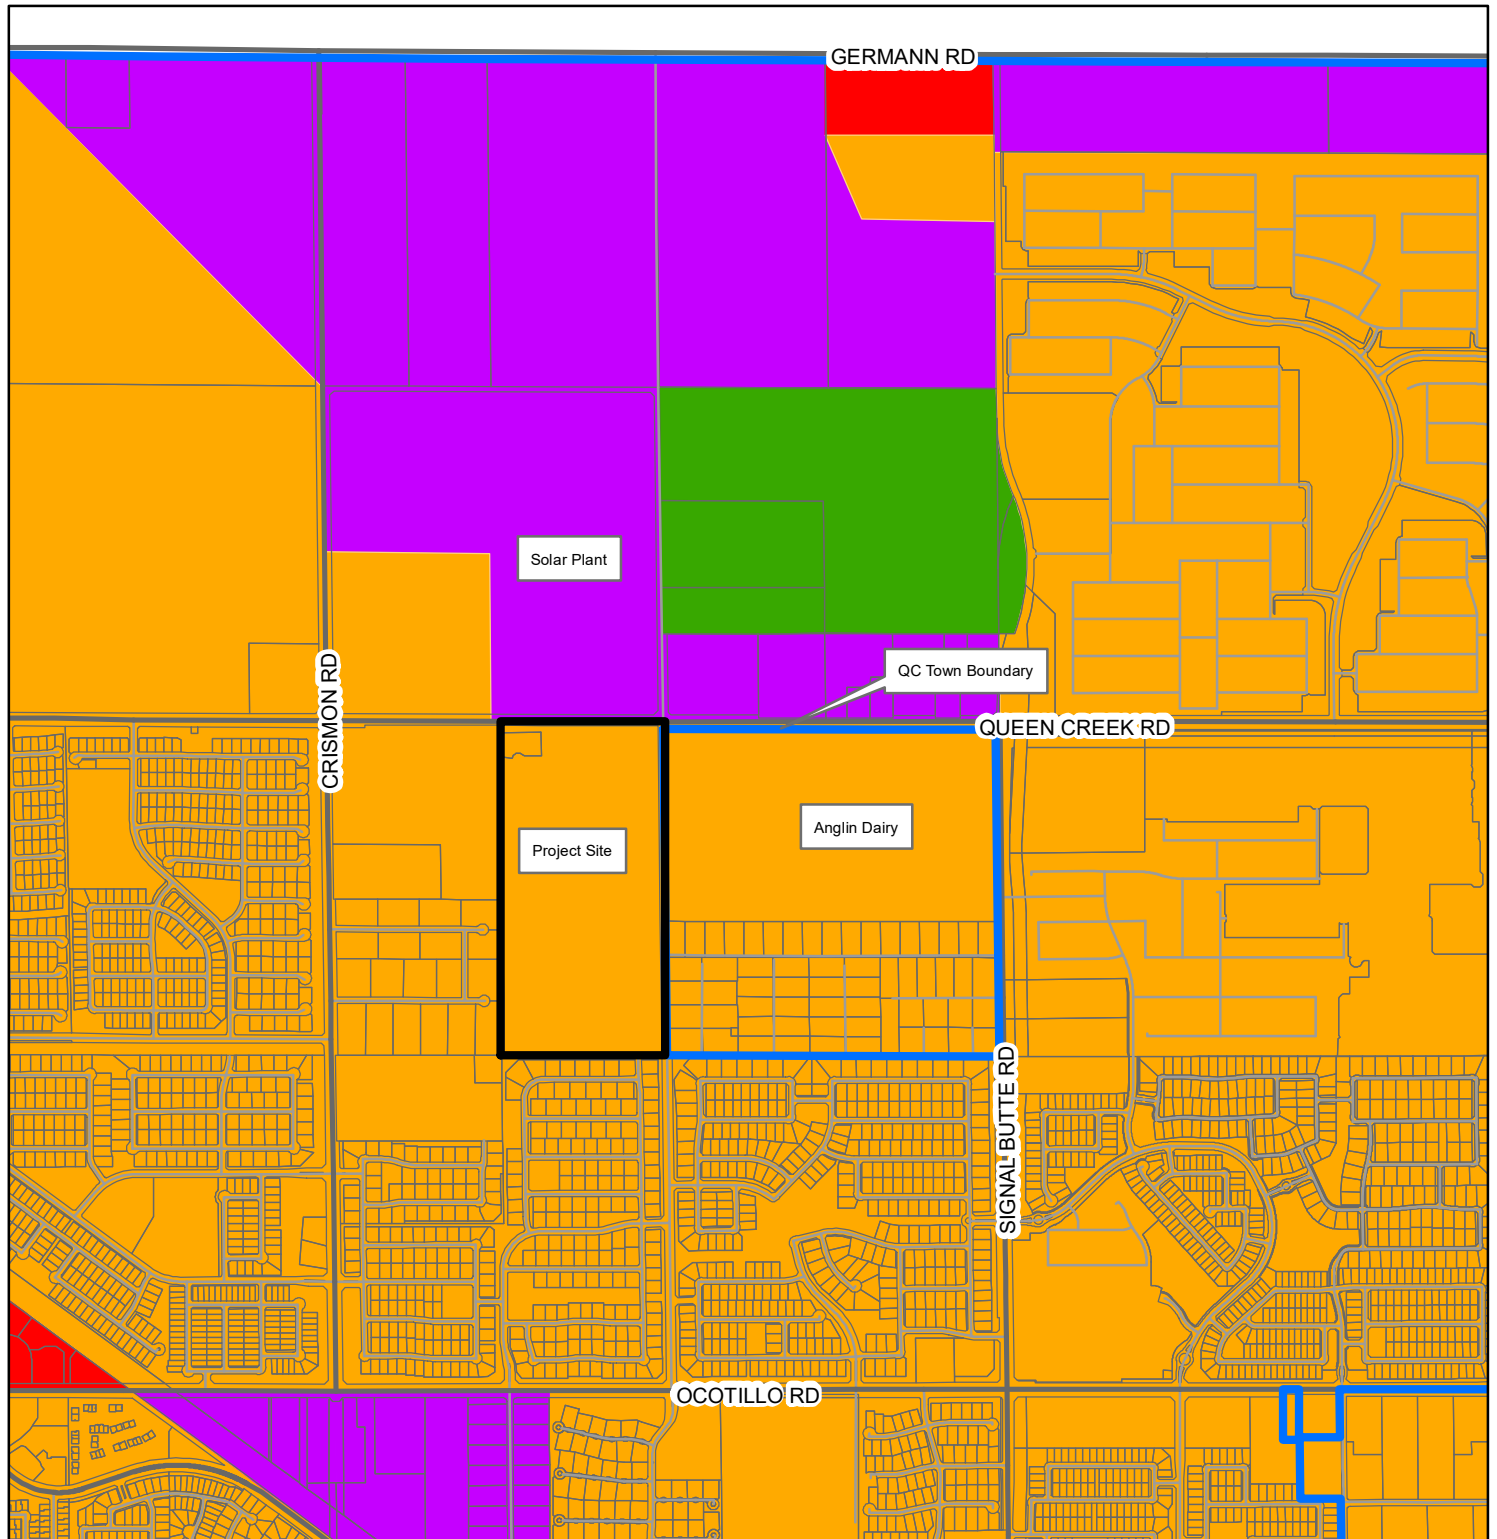 GERMANN RD
Solar Plant
CRISMON RD
QC Town Boundary
QUEEN CREEK RD
Project Site
Anglin Dairy
SIGNAL BUTTE RD
OCOTILLO RD